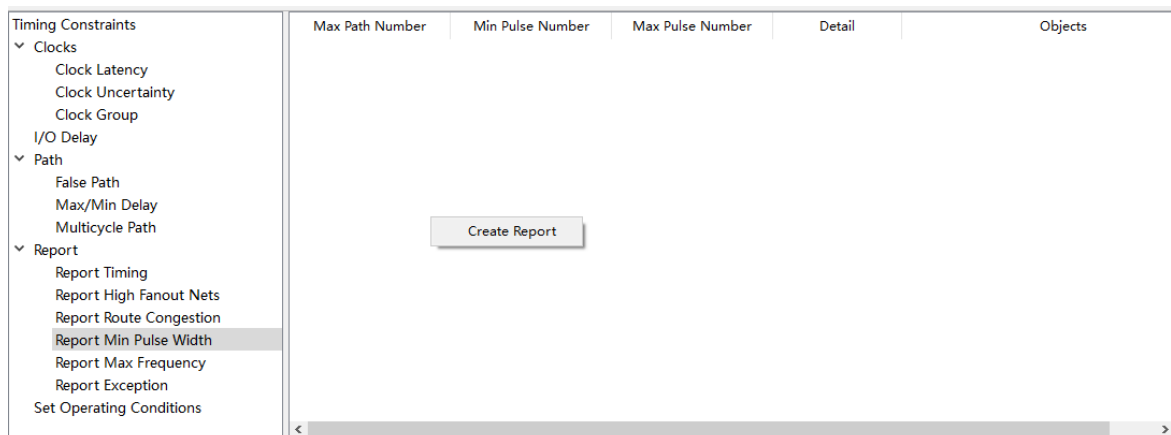 Timing Constraints
Clocks
Clock Latency
Clock Uncertainty
Clock Group
I/O Delay
Path
False Path
Max/Min Delay
Multicycle Path
Report
Report Timing
Report High Fanout Nets
Report Route Congestion
Report Min Pulse Width
Report Max Frequency
Report Exception
Set Operating Conditions
Max Path Number Min Pulse Number Max Pulse Number Detail Objects
Create Report